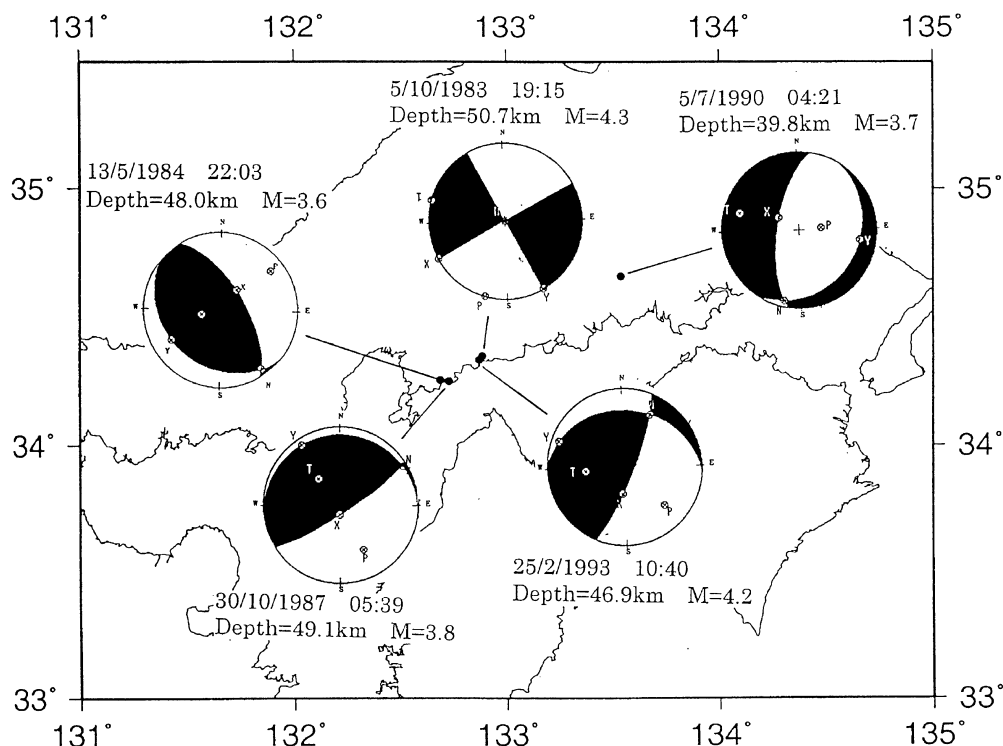 131° 132° 133° 134° 135°
5/10/1983 19:15
Depth=50.7km M=4.3
5/7/1990 04:21
Depth=39.8km M=3.7
13/5/1984 22:03
Depth=48.0km M=3.6
35° 35°
N
T
W E
X
P S Y
N
T X P
W Y E
N S
N
P
X
W E
Y
S N
34° 34°
N
Y N
T
W E
X
P
S
N
N
Y
T
W E
X
P
S
30/10/1987 05:39
Depth=49.1km M=3.8
25/2/1993 10:40
Depth=46.9km M=4.2
33° 33°
131° 132° 133° 134° 135°